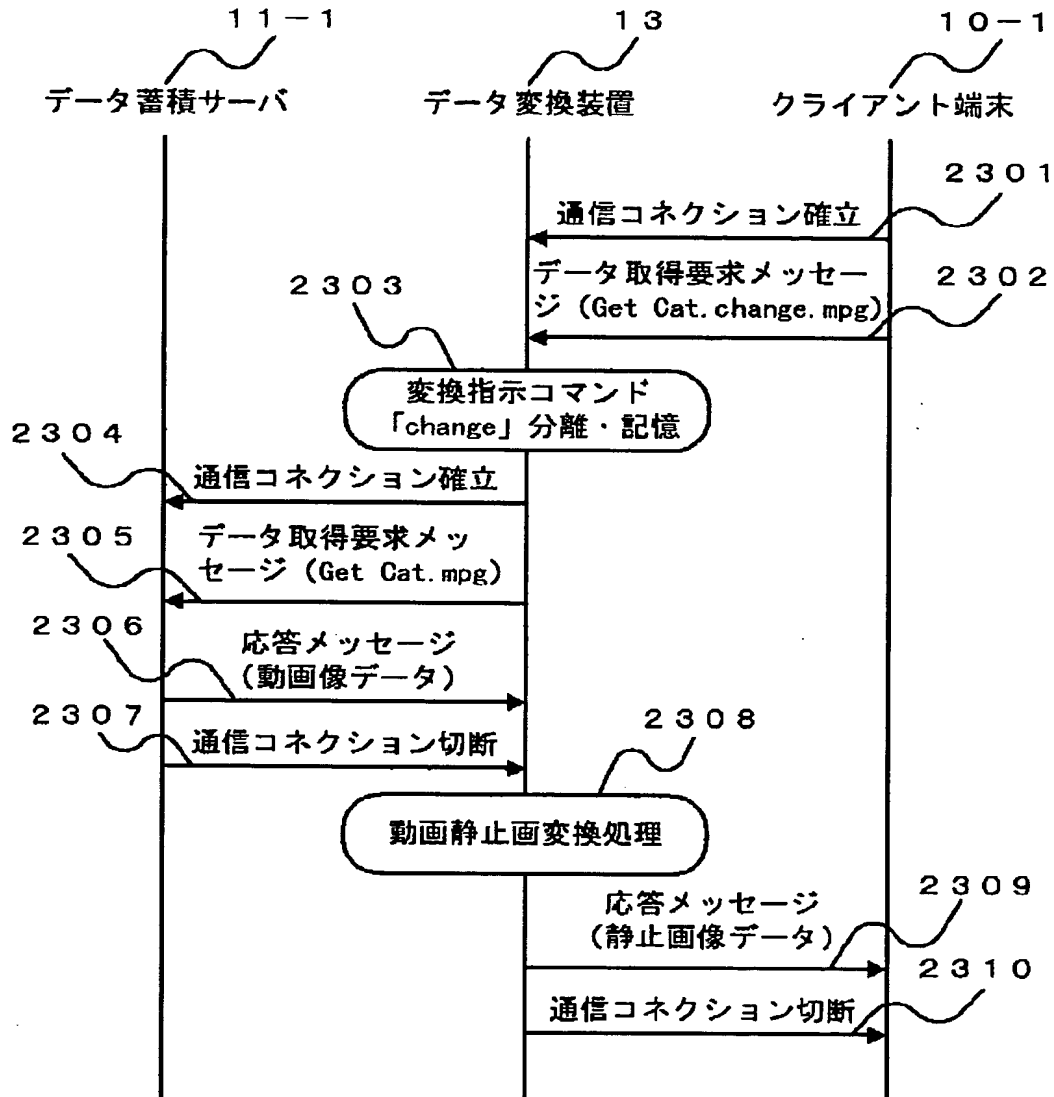 11-1
13
10-1
データ蓄積サーバ
データ変換装置
クライアント端末
2301
通信コネクション確立
データ取得要求メッセー
ジ (Get Cat.change.mpg)
2302
2303
変換指示コマンド
「change」分離・記憶
2304
通信コネクション確立
2305
データ取得要求メッ
セージ (Get Cat.mpg)
2306
応答メッセージ
(動画像データ)
2307
通信コネクション切断
2308
動画静止画変換処理
2309
応答メッセージ
(静止画像データ)
2310
通信コネクション切断